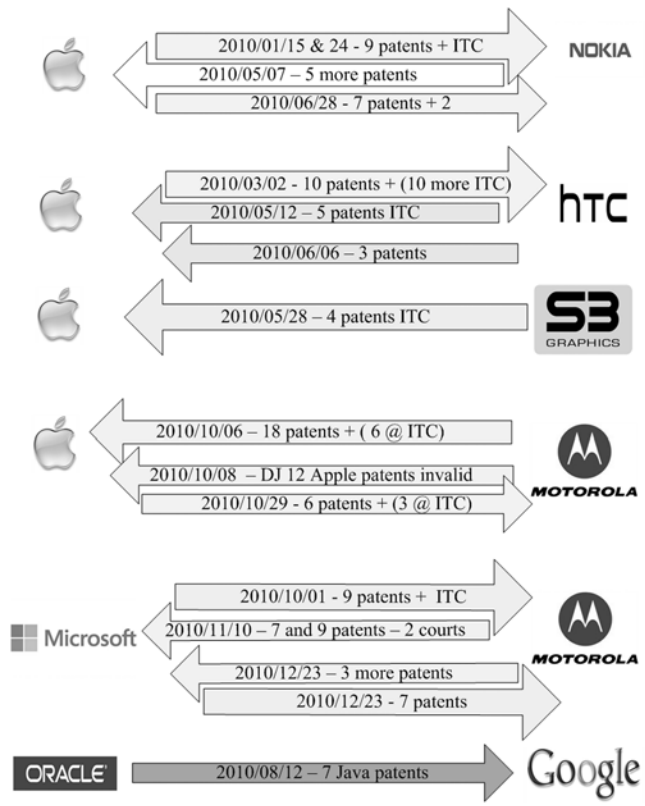 2010/01/15 & 24 - 9 patents + ITC
NOKIA
2010/05/07 – 5 more patents
2010/06/28 - 7 patents + 2
2010/03/02 - 10 patents + (10 more ITC)
hTC
2010/05/12 – 5 patents ITC
2010/06/06 – 3 patents
2010/05/28 – 4 patents ITC
S3
GRAPHICS
2010/10/06 – 18 patents + ( 6 @ ITC)
2010/10/08 – DJ 12 Apple patents invalid
MOTOROLA
2010/10/29 - 6 patents + (3 @ ITC)
2010/10/01 - 9 patents + ITC
Microsoft
2010/11/10 – 7 and 9 patents – 2 courts
MOTOROLA
2010/12/23 – 3 more patents
2010/12/23 - 7 patents
ORACLE
2010/08/12 – 7 Java patents
Google